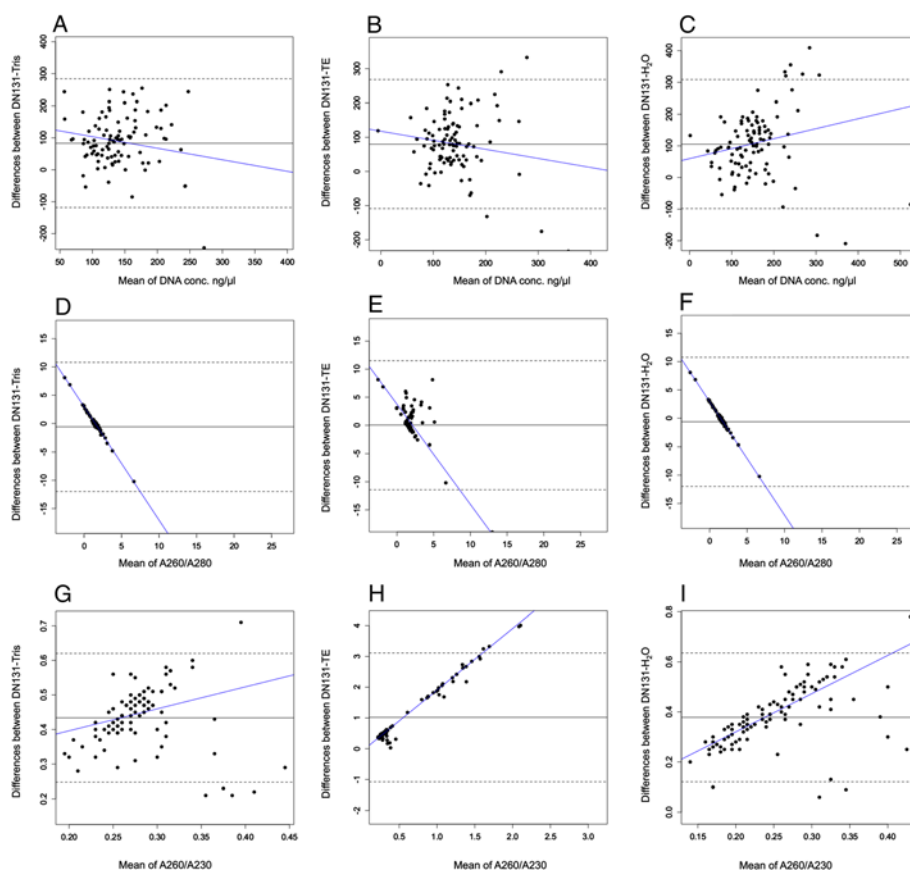 A
Differences between DN131-Tris
400
300
200
100
0
-100
-200
50 100 150 200 250 300 350 400
Mean of DNA conc. ng/µl
B
Differences between DN131-TE
400
300
200
100
0
-100
-200
0 100 200 300 400
Mean of DNA conc. ng/µl
C
Differences between DN131-H₂O
400
300
200
100
0
-100
-200
0 100 200 300 400 500
Mean of DNA conc. ng/µl
D
Differences between DN131-Tris
15
10
5
0
-5
-10
-15
0 5 10 15 20 25
Mean of A260/A280
E
Differences between DN131-TE
15
10
5
0
-5
-10
-15
0 5 10 15 20 25
Mean of A260/A280
F
Differences between DN131-H₂O
15
10
5
0
-5
-10
-15
0 5 10 15 20 25
Mean of A260/A280
G
Differences between DN131-Tris
0.7
0.6
0.5
0.4
0.3
0.2
0.20 0.25 0.30 0.35 0.40 0.45
Mean of A260/A230
H
Differences between DN131-TE
4
3
2
1
0
-1
-2
0.5 1.0 1.5 2.0 2.5 3.0
Mean of A260/A230
I
Differences between DN131-H₂O
0.8
0.6
0.4
0.2
0.0
0.15 0.20 0.25 0.30 0.35 0.40
Mean of A260/A230